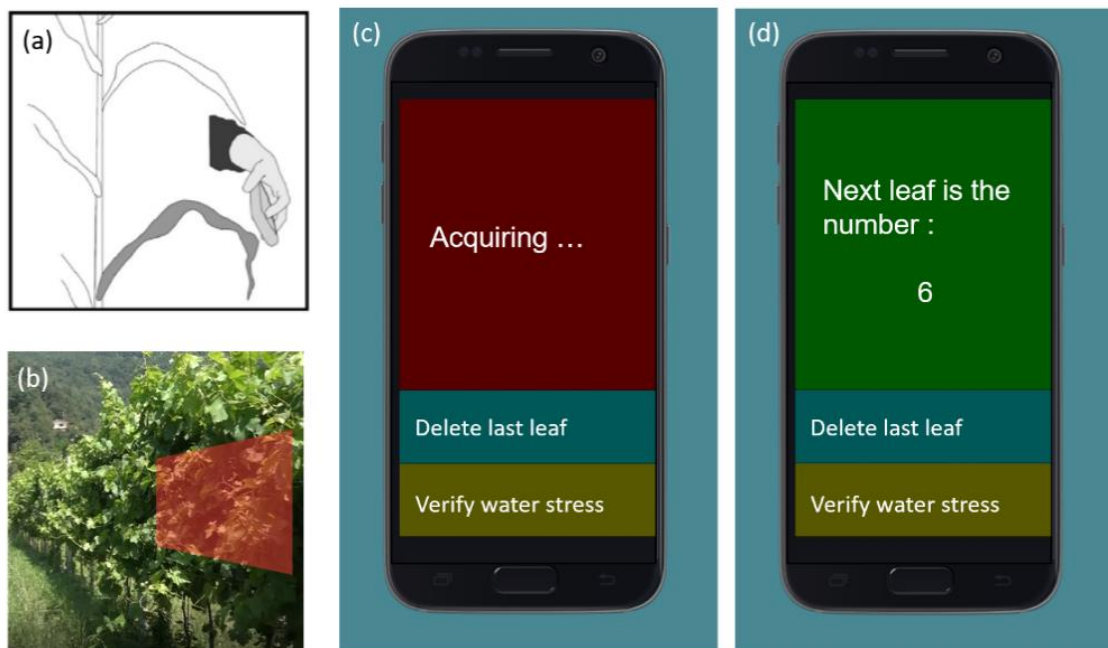 (a)
(b)
(c)
Acquiring …
Delete last leaf
Verify water stress
(d)
Next leaf is the
number :
6
Delete last leaf
Verify water stress